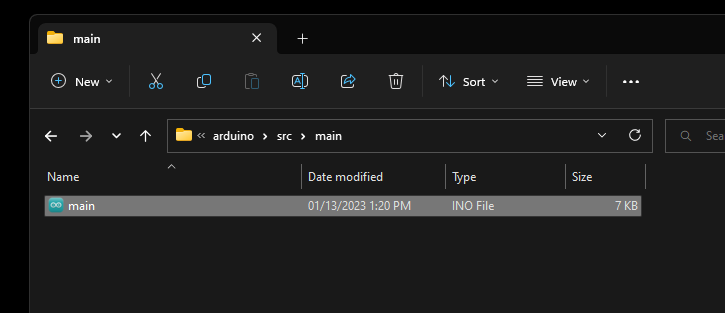 main
New Sort View
« arduino > src > main Sea
Name Date modified Type Size
main 01/13/2023 1:20 PM INO File 7 KB